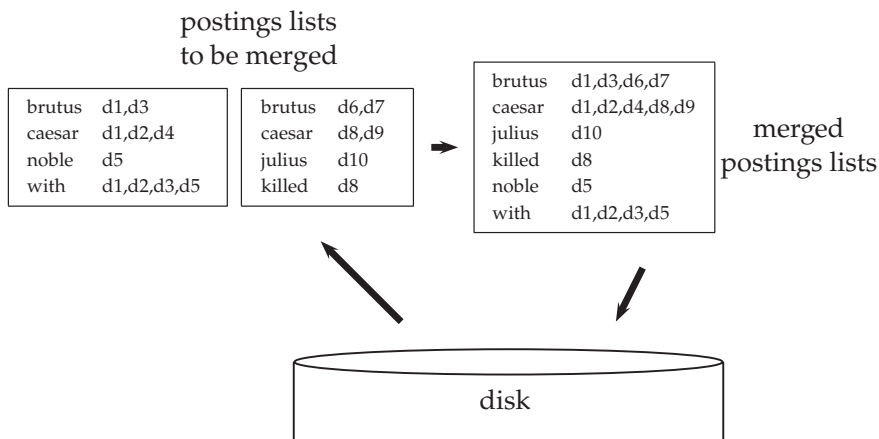 postings lists
to be merged
brutus d1,d3
caesar d1,d2,d4
noble d5
with d1,d2,d3,d5
brutus d6,d7
caesar d8,d9
julius d10
killed d8
brutus d1,d3,d6,d7
caesar d1,d2,d4,d8,d9
julius d10
killed d8
noble d5
with d1,d2,d3,d5
merged
postings lists
disk